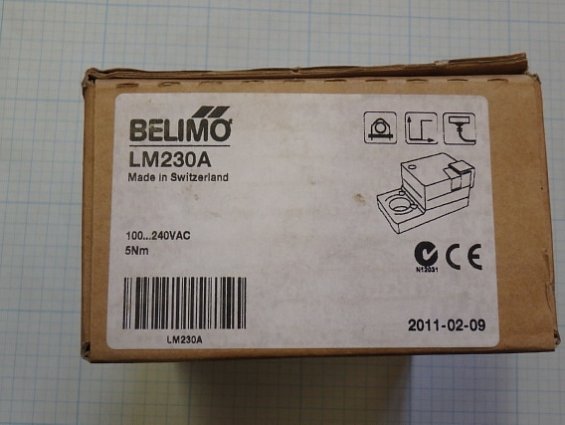 BELIMO
LM230A
Made in Switzerland
100...240VAC
5Nm
LM230A
N12031
CE
2011-02-09